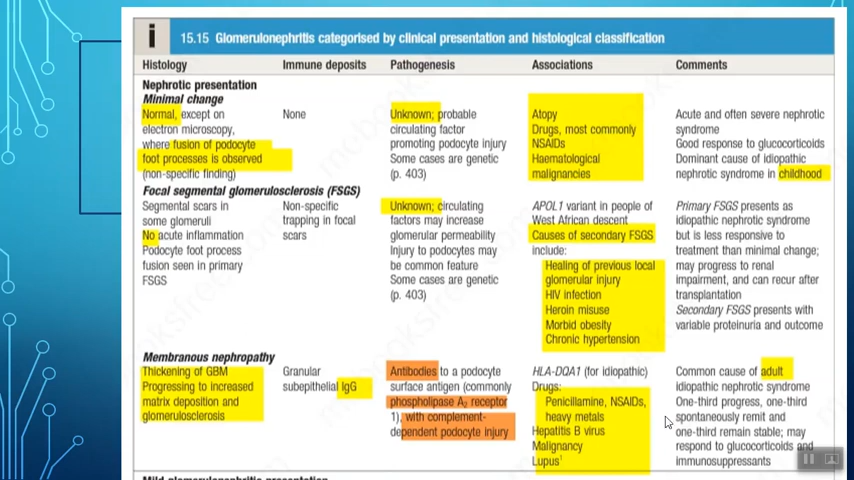 i
15.15 Glomerulonephritis categorised by clinical presentation and histological classification
Histology
Immune deposits
Pathogenesis
Associations
Comments
Nephrotic presentation
Minimal change
Normal, except on
electron microscopy,
where fusion of podocyte
foot processes is observed
(non-specific finding)
None
Unknown; probable
circulating factor
promoting podocyte injury
Some cases are genetic
(p. 403)
Atopy
Drugs, most commonly
NSAIDs
Haematological
malignancies
Acute and often severe nephrotic
syndrome
Good response to glucocorticoids
Dominant cause of idiopathic
nephrotic syndrome in childhood
Focal segmental glomerulosclerosis (FSGS)
Segmental scars in
some glomeruli
No acute inflammation
Podocyte foot process
fusion seen in primary
FSGS
Non-specific
trapping in focal
scars
Unknown; circulating
factors may increase
glomerular permeability
Injury to podocytes may
be common feature
Some cases are genetic
(p. 403)
APOL1 variant in people of
West African descent
Causes of secondary FSGS
include:
Healing of previous local
glomerular injury
HIV infection
Heroin misuse
Morbid obesity
Chronic hypertension
Primary FSGS presents as
idiopathic nephrotic syndrome
but is less responsive to
treatment than minimal change;
may progress to renal
impairment, and can recur after
transplantation
Secondary FSGS presents with
variable proteinuria and outcome
Membranous nephropathy
Thickening of GBM
Progressing to increased
matrix deposition and
glomerulosclerosis
Granular
subepithelial IgG
Antibodies to a podocyte
surface antigen (commonly
phospholipase A2 receptor
1), with complement-
dependent podocyte injury
HLA-DQA1 (for idiopathic)
Drugs:
Penicillamine, NSAIDs,
heavy metals
Hepatitis B virus
Malignancy
Lupus1
Common cause of adult
idiopathic nephrotic syndrome
One-third progress, one-third
spontaneously remit and
one-third remain stable; may
respond to glucocorticoids and
immunosuppressants
Mild glomerulonephritis presentation